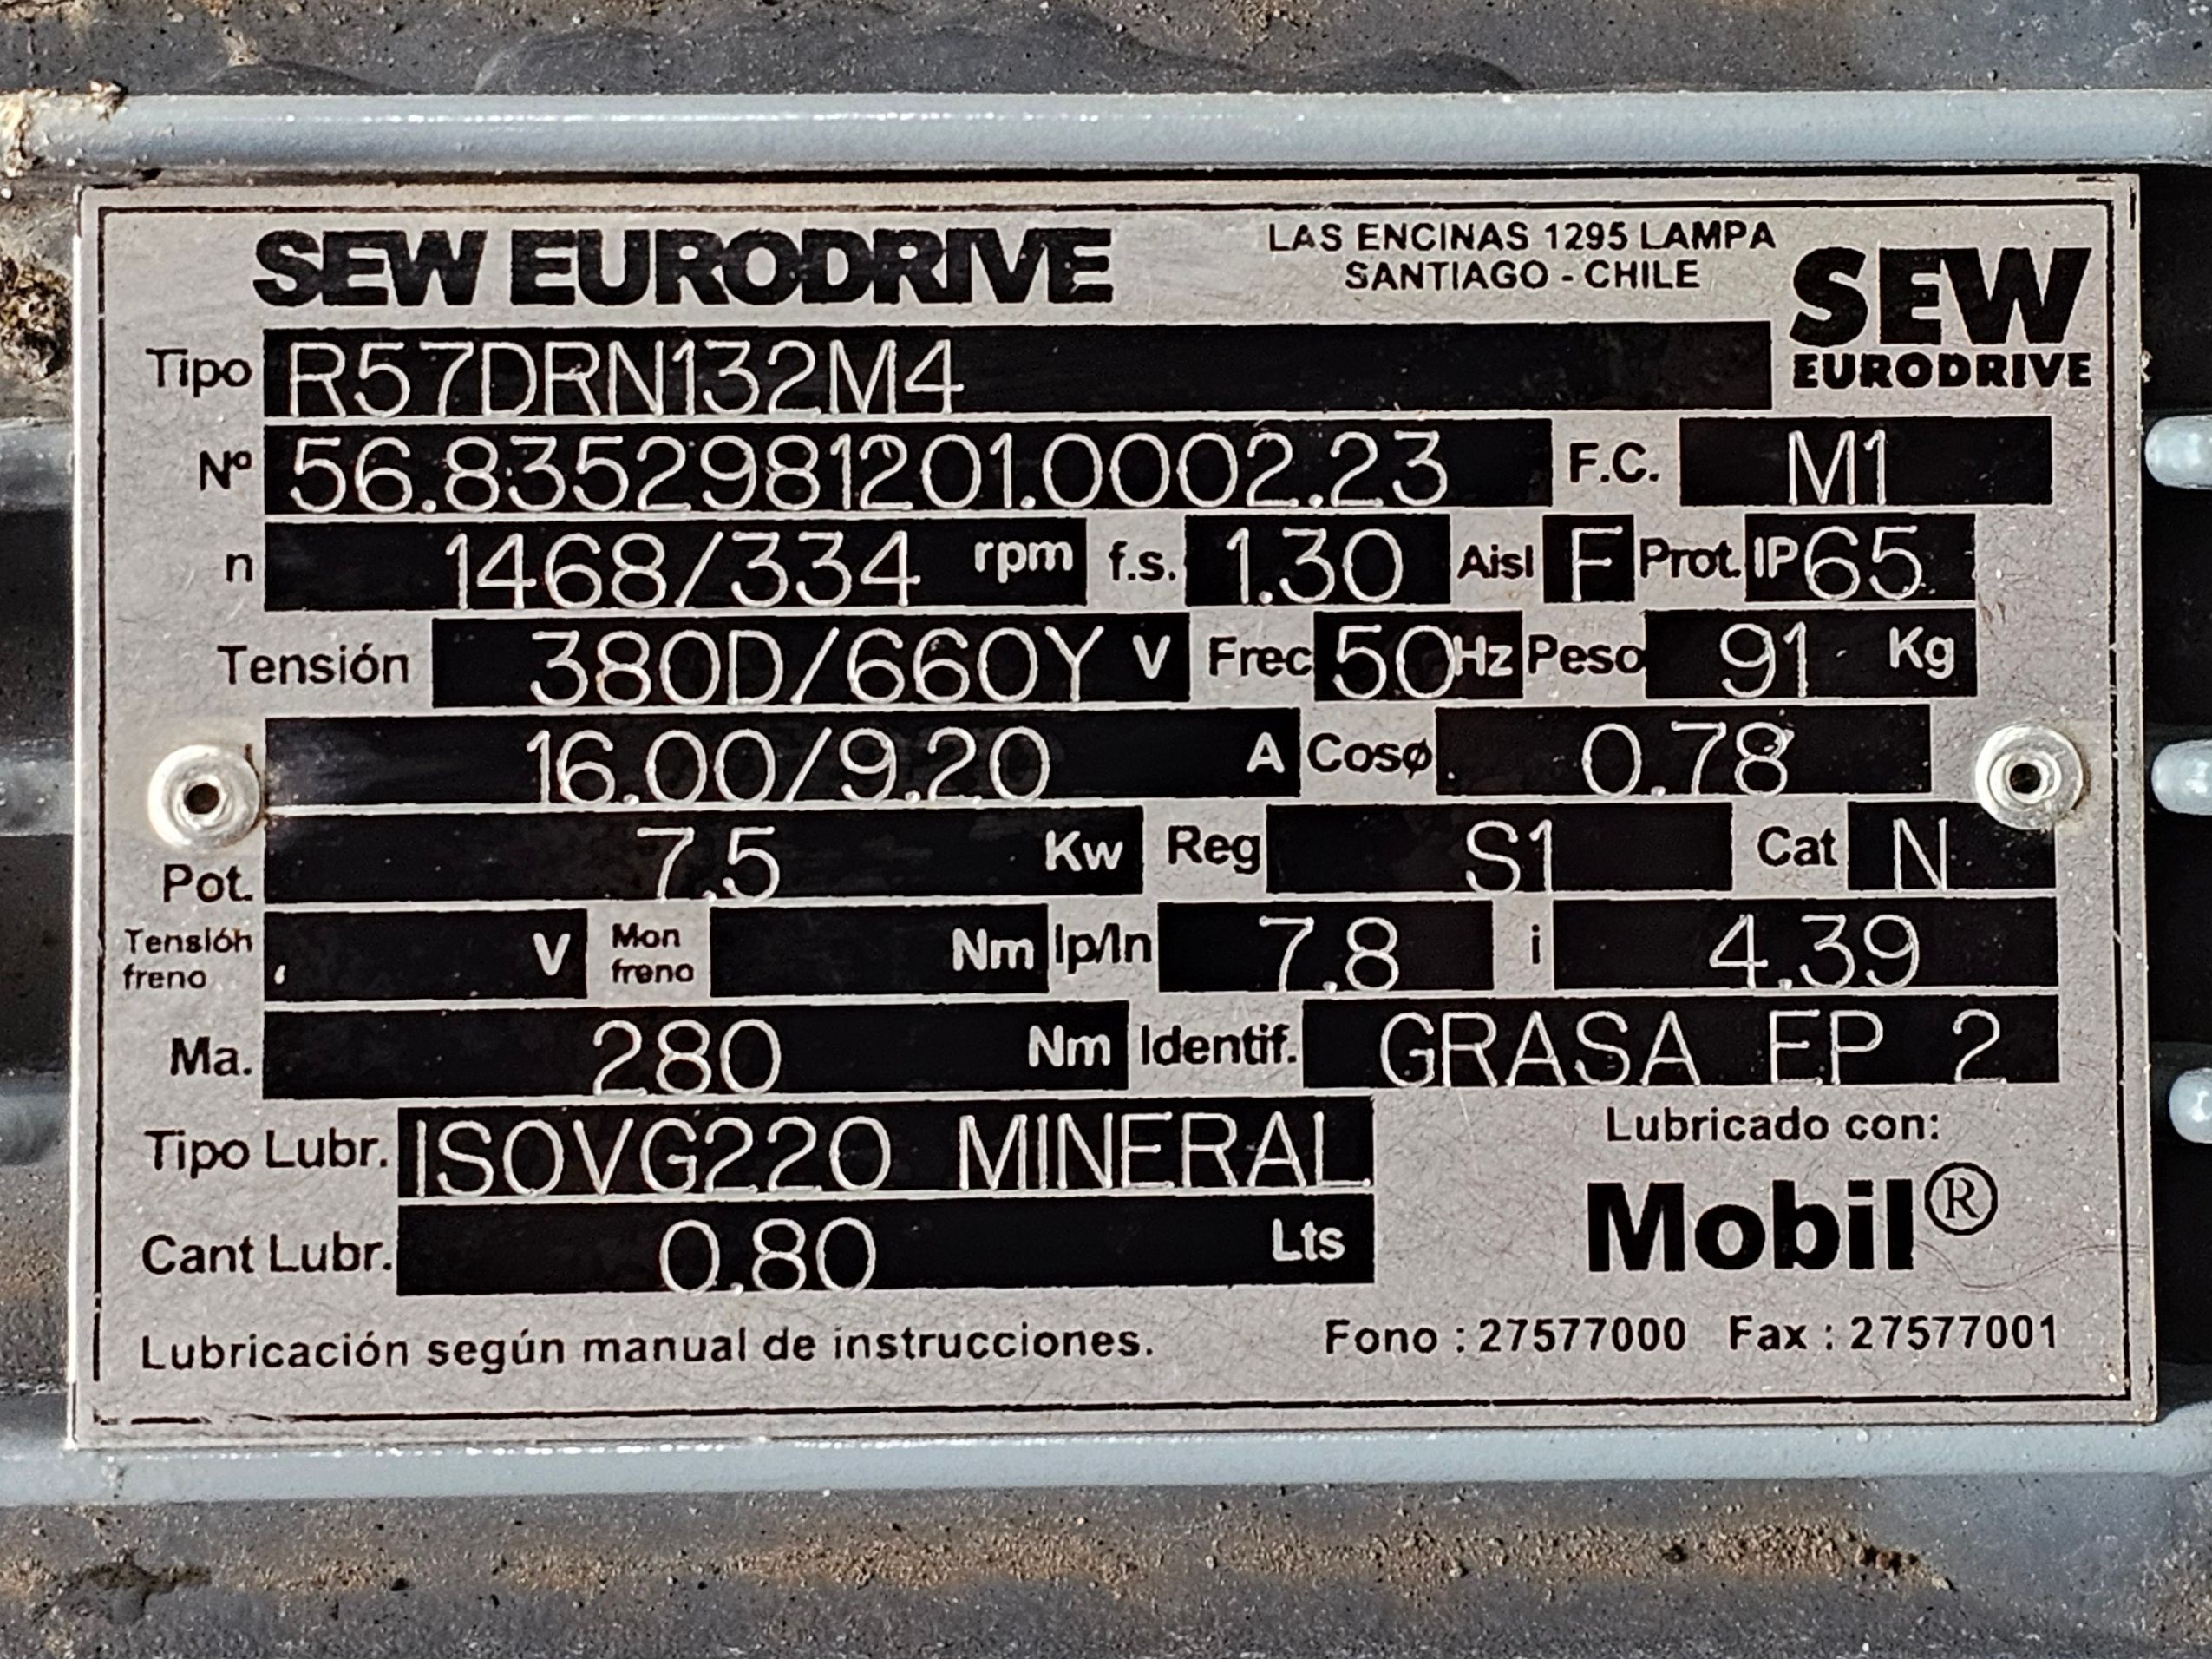 SEW EURODRIVE
LAS ENCINAS 1295 LAMPA
SANTIAGO - CHILE
SEW
EURODRIVE
Tipo R57DRN132M4
Nº 56.8352981201.0002.23 F.C. M1
n 1468/334 rpm f.s. 1.30 Aisl F Prot. IP65
Tensión 380D/660Y V Frec 50 Hz Peso 91 Kg
16.00/9.20 A Cosø 0.78
Pot. 7.5 Kw Reg S1 Cat N
Tensión freno V Mon freno Nm Ip/In 7.8 i 4.39
Ma. 280 Nm Identif. GRASA EP 2
Tipo Lubr. ISOVG220 MINERAL
Lubricado con:
Mobil®
Cant Lubr. 0.80 Lts
Lubricación según manual de instrucciones.
Fono : 27577000 Fax : 27577001